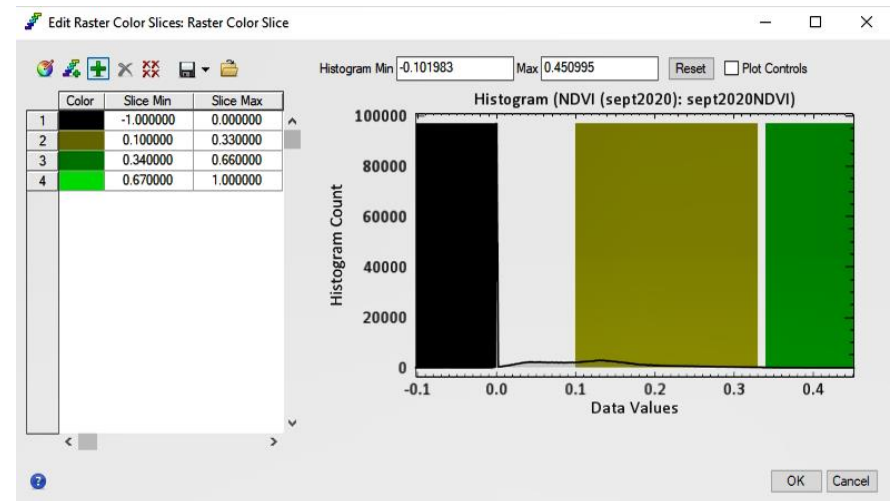 Edit Raster Color Slices: Raster Color Slice
Histogram Min -0.101983 Max 0.450995 Reset Plot Controls
Color Slice Min Slice Max
1 -1.000000 0.000000
2 0.100000 0.330000
3 0.340000 0.660000
4 0.670000 1.000000
Histogram (NDVI (sept2020): sept2020NDVI)
100000
80000
60000
40000
20000
0
Histogram Count
-0.1 0.0 0.1 0.2 0.3 0.4
Data Values
OK Cancel